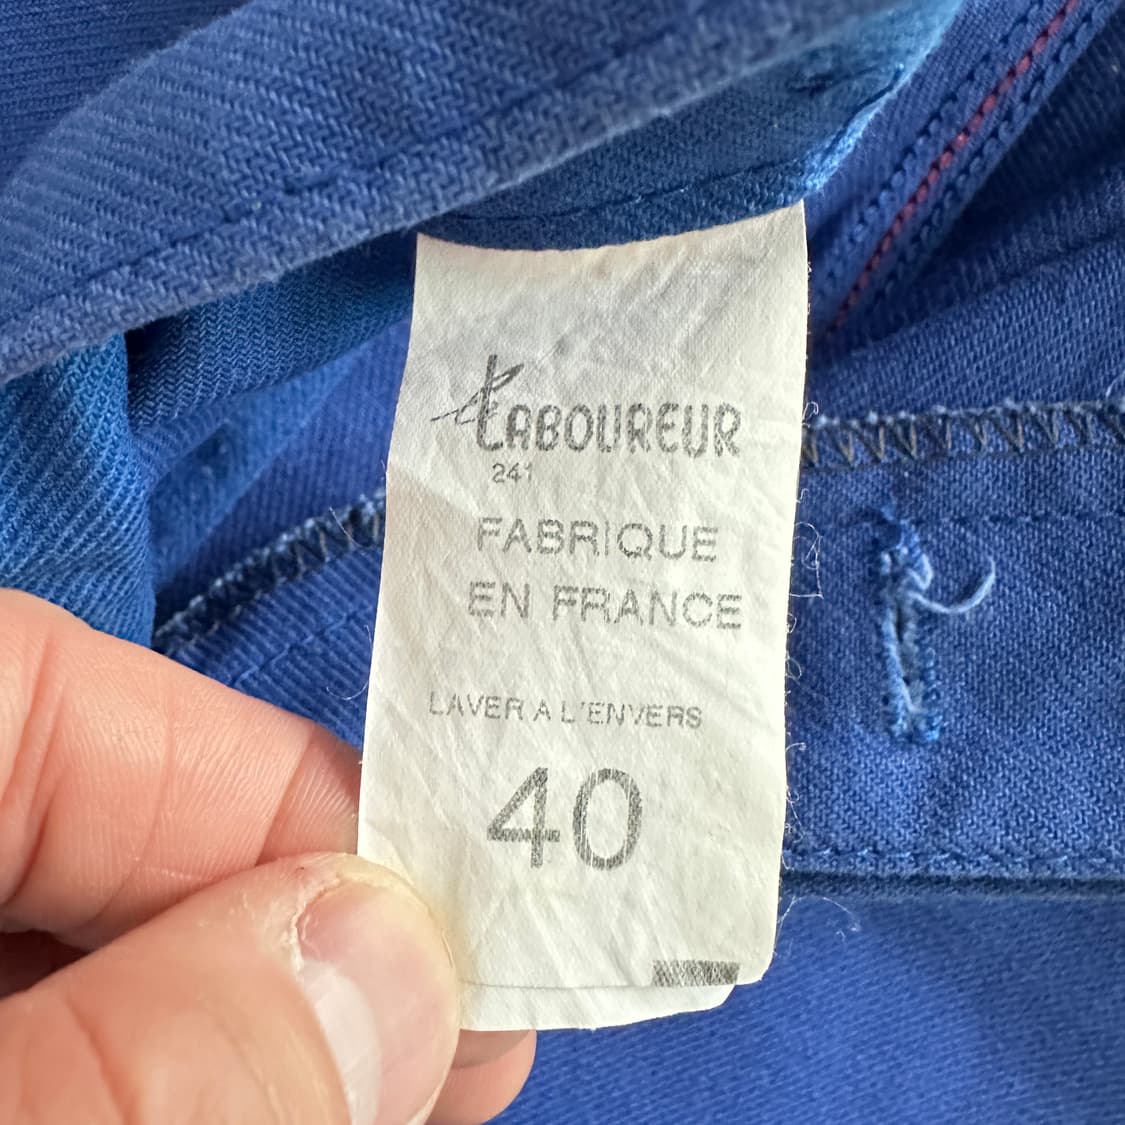 Le LABOUREUR
241
FABRIQUE
EN FRANCE
LAVER A L'ENVERS
40